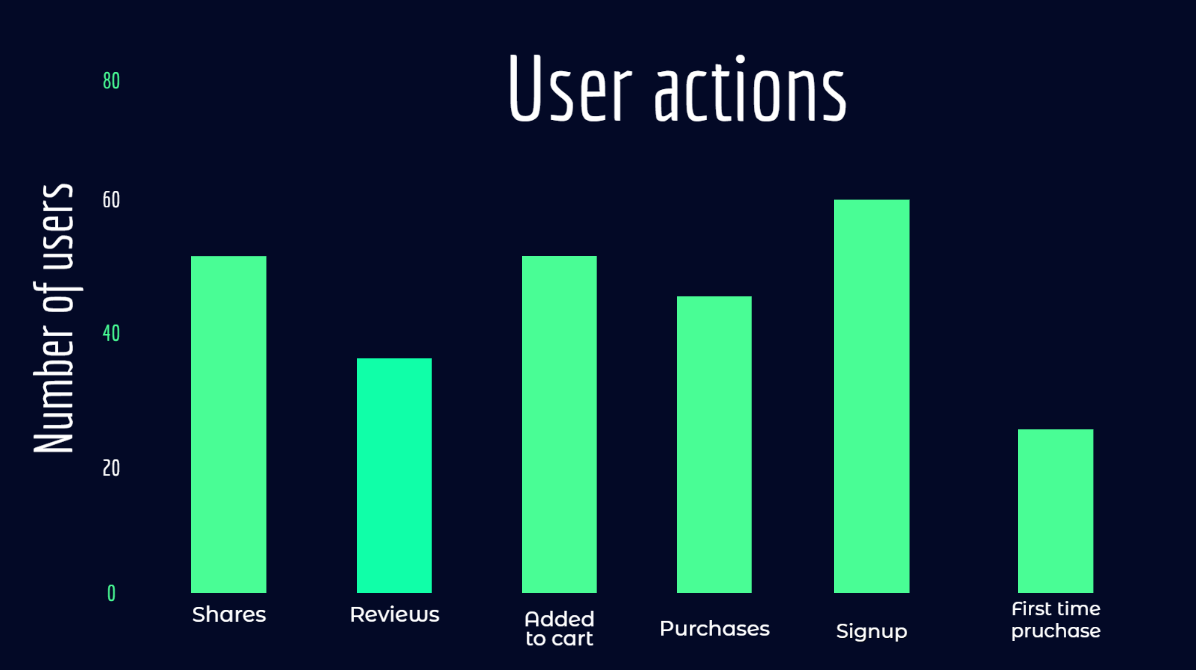 User actions
Number of users
80
60
40
20
0
Shares
Reviews
Added
to cart
Purchases
Signup
First time
pruchase